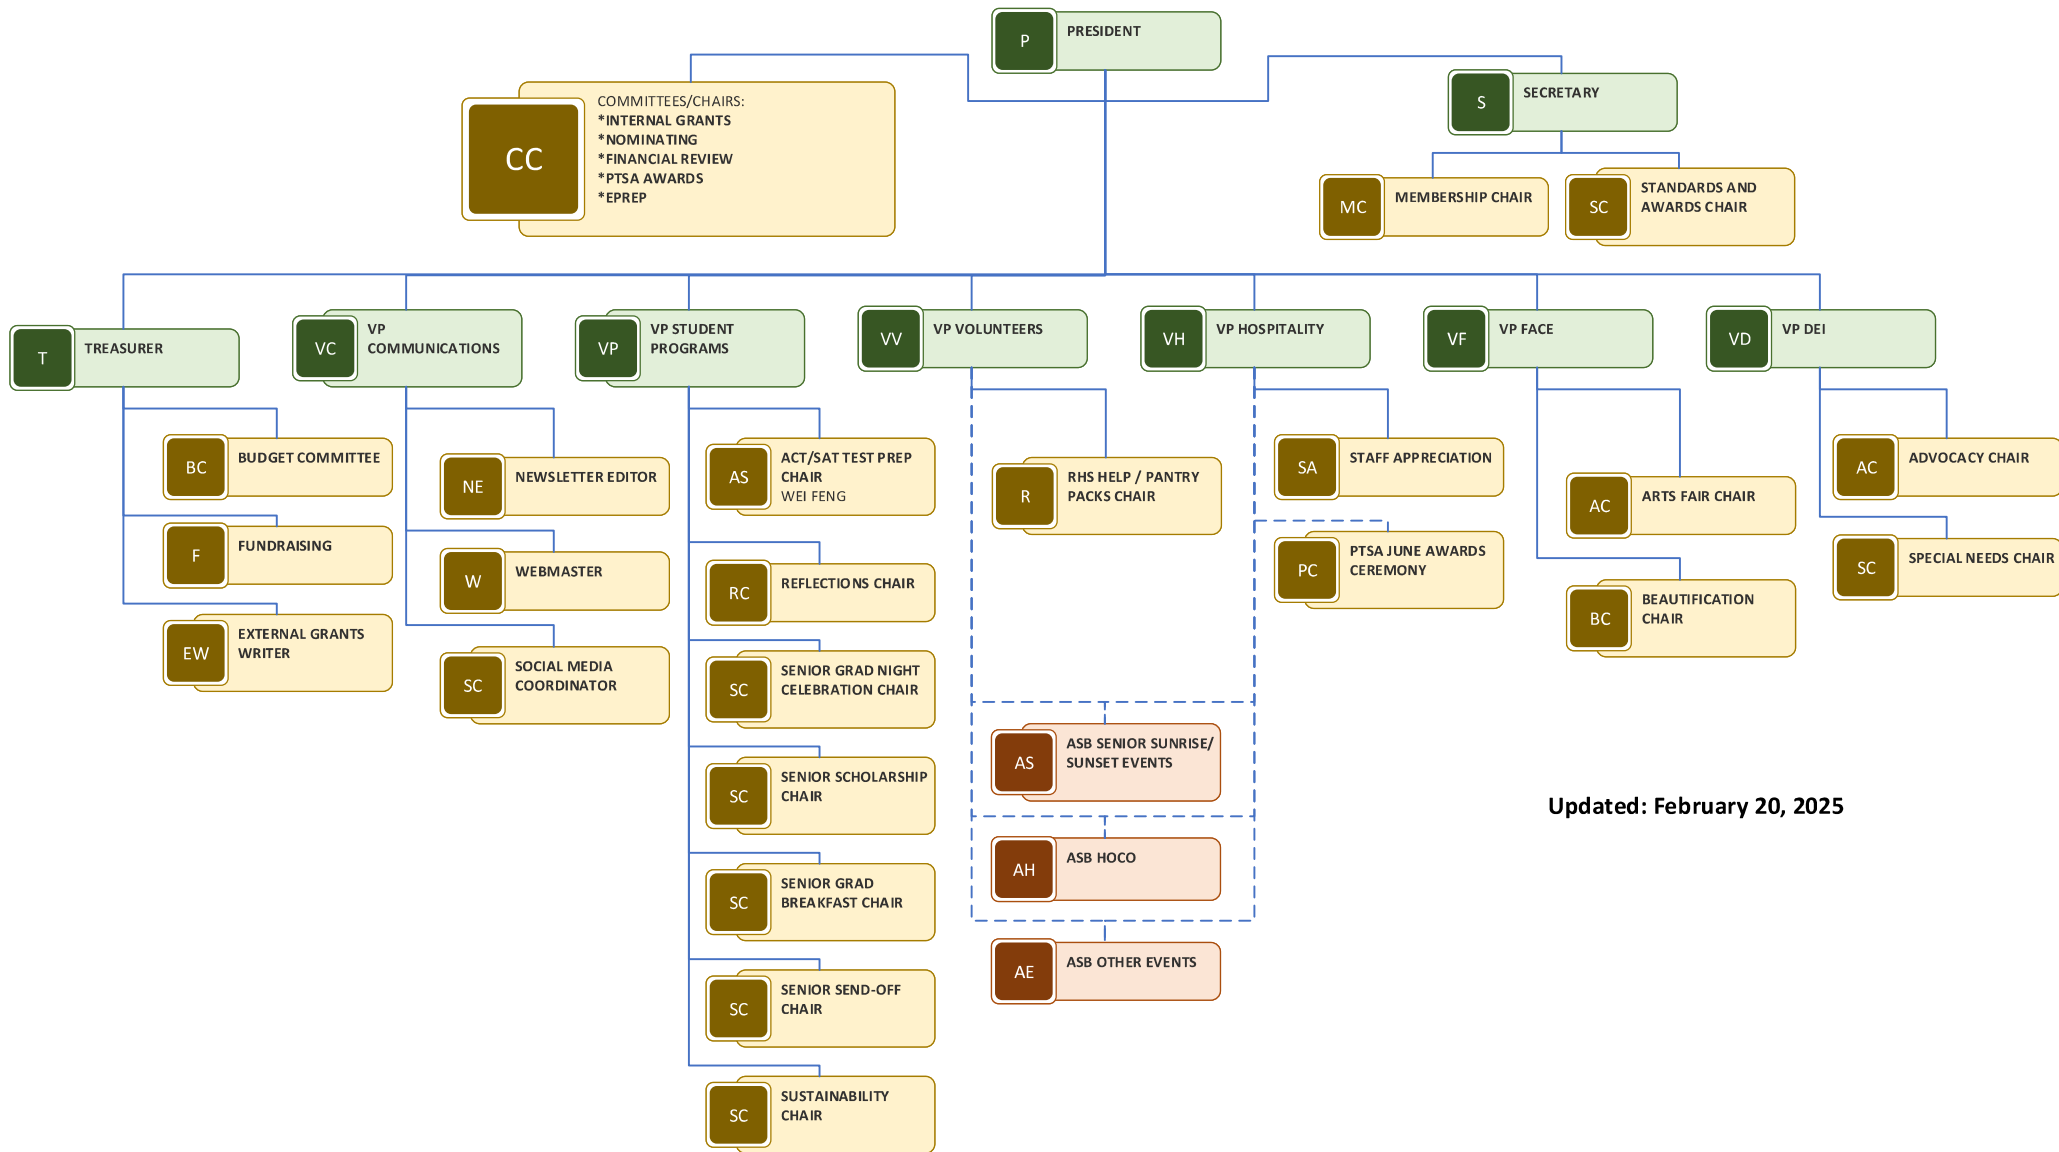 P
PRESIDENT
CC
COMMITTEES/CHAIRS:
*INTERNAL GRANTS
*NOMINATING
*FINANCIAL REVIEW
*PTSA AWARDS
*EPREP
S
SECRETARY
MC
MEMBERSHIP CHAIR
SC
STANDARDS AND
AWARDS CHAIR
T
TREASURER
VC
VP
COMMUNICATIONS
VP
VP STUDENT
PROGRAMS
VV
VP VOLUNTEERS
VH
VP HOSPITALITY
VF
VP FACE
VD
VP DEI
BC
BUDGET COMMITTEE
F
FUNDRAISING
EW
EXTERNAL GRANTS
WRITER
NE
NEWSLETTER EDITOR
W
WEBMASTER
SC
SOCIAL MEDIA
COORDINATOR
AS
ACT/SAT TEST PREP
CHAIR
WEI FENG
RC
REFLECTIONS CHAIR
SC
SENIOR GRAD NIGHT
CELEBRATION CHAIR
SC
SENIOR SCHOLARSHIP
CHAIR
SC
SENIOR GRAD
BREAKFAST CHAIR
SC
SENIOR SEND-OFF
CHAIR
SC
SUSTAINABILITY
CHAIR
R
RHS HELP / PANTRY
PACKS CHAIR
AS
ASB SENIOR SUNRISE/
SUNSET EVENTS
AH
ASB HOCO
AE
ASB OTHER EVENTS
SA
STAFF APPRECIATION
PC
PTSA JUNE AWARDS
CEREMONY
AC
ARTS FAIR CHAIR
BC
BEAUTIFICATION
CHAIR
AC
ADVOCACY CHAIR
SC
SPECIAL NEEDS CHAIR
Updated: February 20, 2025